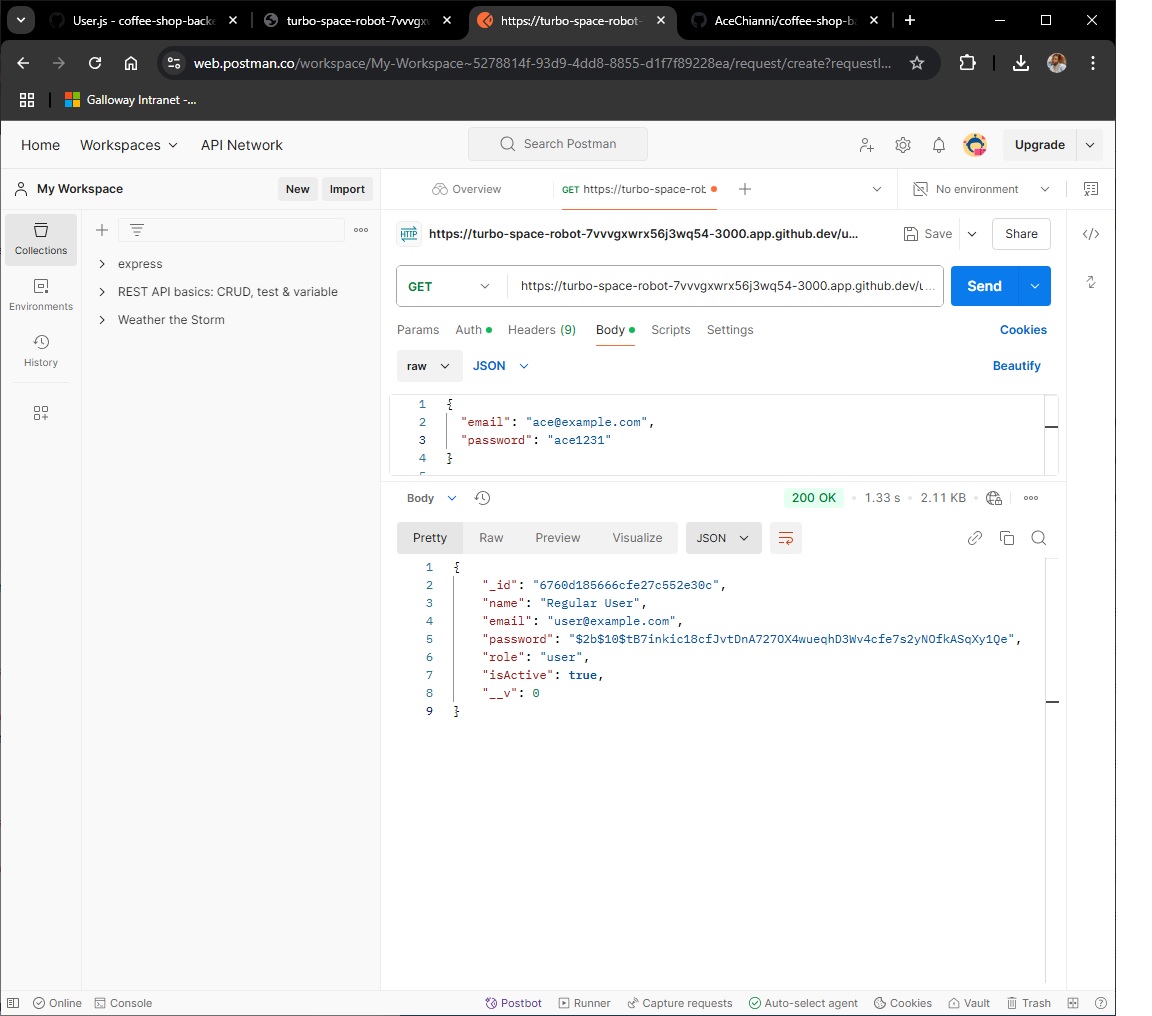 User.js - coffee-shop-backe
turbo-space-robot-7vvvgxw
https://turbo-space-robot-
AceChianni/coffee-shop-ba
web.postman.co/workspace/My-Workspace~5278814f-93d9-4dd8-8855-d1f7f89228ea/request/create?requestI...
Galloway Intranet -...
Home
Workspaces
API Network
Search Postman
Upgrade
My Workspace
New
Import
Overview
GET https://turbo-space-rob
No environment
Collections
Environments
History
express
REST API basics: CRUD, test & variable
Weather the Storm
HTTP
https://turbo-space-robot-7vvvgxwrx56j3wq54-3000.app.github.dev/u...
Save
Share
GET
https://turbo-space-robot-7vvvgxwrx56j3wq54-3000.app.github.dev/u...
Send
Params
Auth
Headers (9)
Body
Scripts
Settings
Cookies
raw
JSON
Beautify
1 {
2 "email": "ace@example.com",
3 "password": "ace1231"
4 }
Body
200 OK
1.33 s
2.11 KB
Pretty
Raw
Preview
Visualize
JSON
1 {
2 "_id": "6760d185666cfe27c552e30c",
3 "name": "Regular User",
4 "email": "user@example.com",
5 "password": "$2b$10$tB7inkic18cfJvtDnA727OX4wueqhD3Wv4cfe7s2yNOfkASqXy1Qe",
6 "role": "user",
7 "isActive": true,
8 "__v": 0
9 }
Online
Console
Postbot
Runner
Capture requests
Auto-select agent
Cookies
Vault
Trash